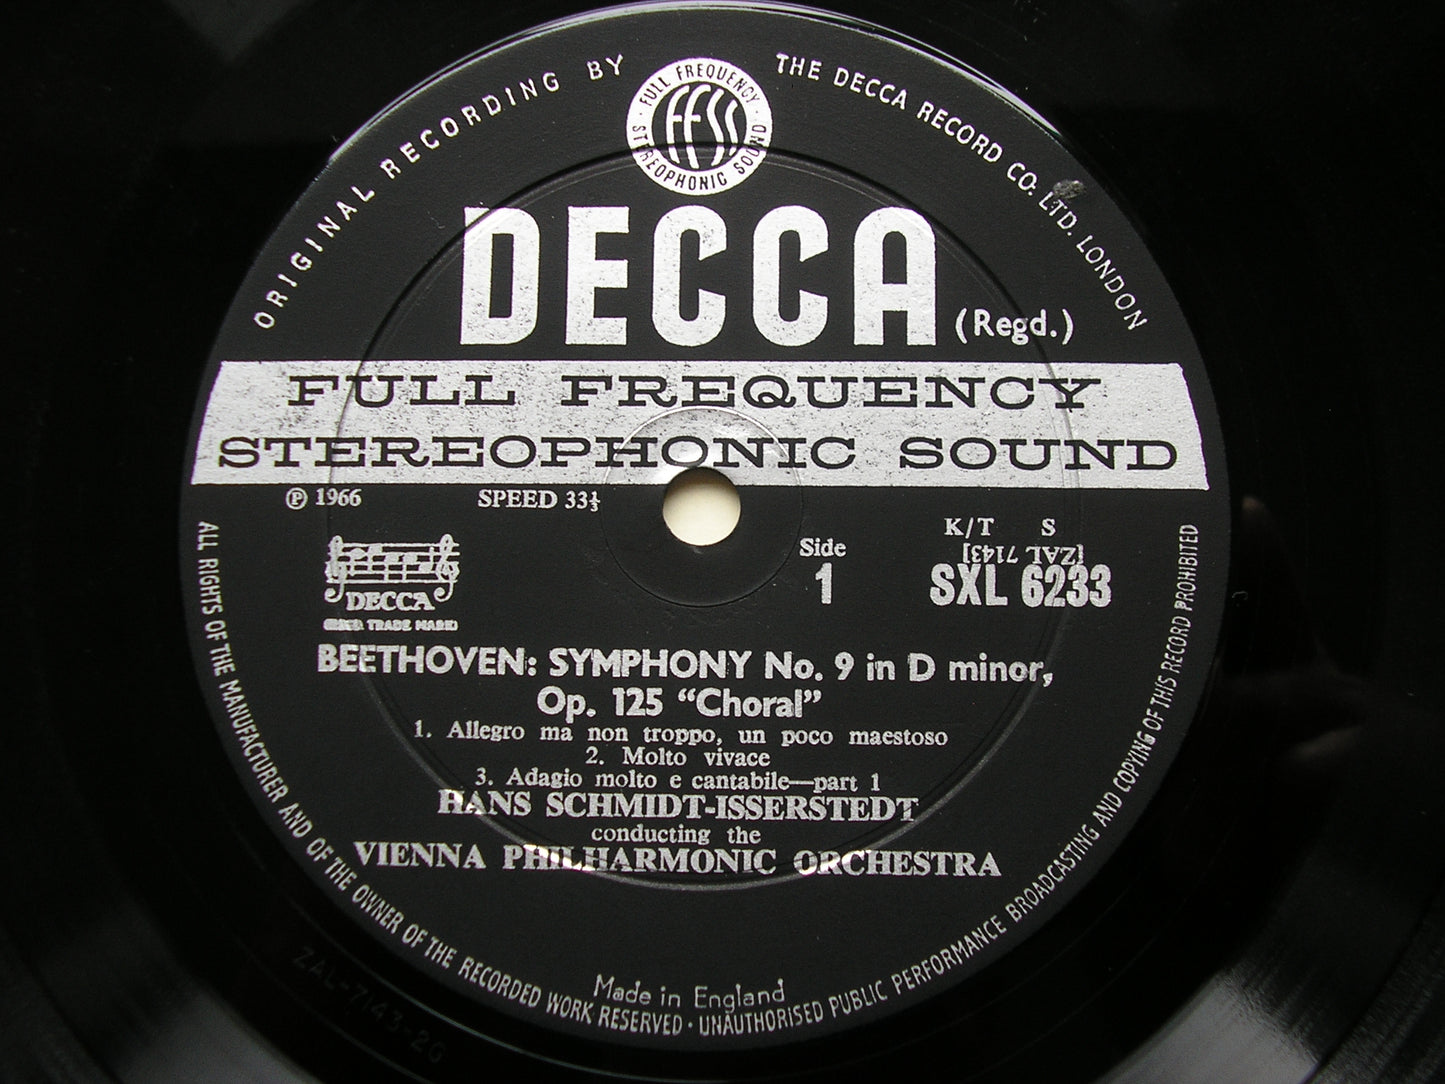 ORIGINAL RECORDING BY
THE DECCA RECORD CO. LTD. LONDON
FULL FREQUENCY
STEREOPHONIC SOUND
FFSS
DECCA
(Regd.)
FULL FREQUENCY
STEREOPHONIC SOUND
℗ 1966
SPEED 33⅓
K/T S
[ZAL 7143]
SXL 6233
Side
1
DECCA
TRADE MARK
BEETHOVEN: SYMPHONY No. 9 in D minor,
Op. 125 “Choral”
1. Allegro ma non troppo, un poco maestoso
2. Molto vivace
3. Adagio molto e cantabile—part 1
HANS SCHMIDT-ISSERSTEDT
conducting the
VIENNA PHILHARMONIC ORCHESTRA
Made in England
ALL RIGHTS OF THE MANUFACTURER AND OF THE OWNER OF THE RECORDED WORK RESERVED · UNAUTHORISED PUBLIC PERFORMANCE BROADCASTING AND COPYING OF THIS RECORD PROHIBITED
ZAL-7143-2G